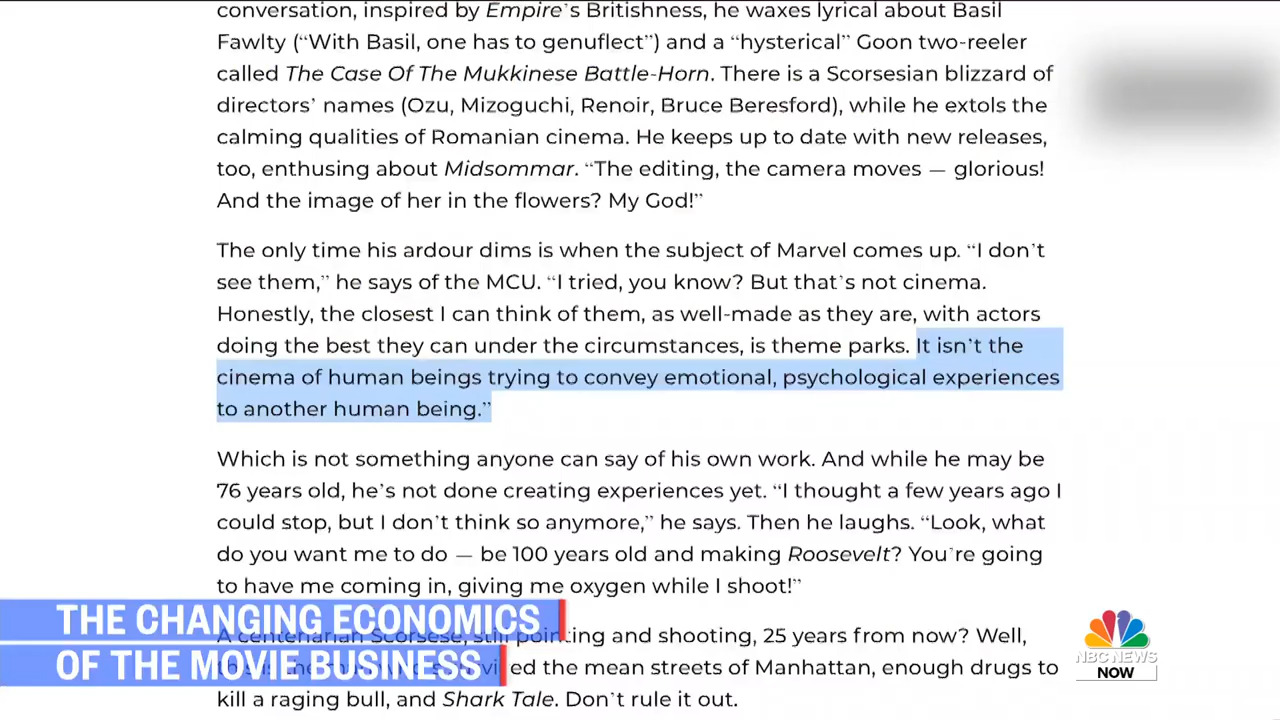 conversation, inspired by Empire's Britishness, he waxes lyrical about Basil
Fawlty (“With Basil, one has to genuflect”) and a “hysterical” Goon two-reeler
called The Case Of The Mukkinese Battle-Horn. There is a Scorsesian blizzard of
directors’ names (Ozu, Mizoguchi, Renoir, Bruce Beresford), while he extols the
calming qualities of Romanian cinema. He keeps up to date with new releases,
too, enthusing about Midsommar. “The editing, the camera moves — glorious!
And the image of her in the flowers? My God!”
The only time his ardour dims is when the subject of Marvel comes up. “I don’t
see them,” he says of the MCU. “I tried, you know? But that’s not cinema.
Honestly, the closest I can think of them, as well-made as they are, with actors
doing the best they can under the circumstances, is theme parks. It isn’t the
cinema of human beings trying to convey emotional, psychological experiences
to another human being.”
Which is not something anyone can say of his own work. And while he may be
76 years old, he’s not done creating experiences yet. “I thought a few years ago I
could stop, but I don’t think so anymore,” he says. Then he laughs. “Look, what
do you want me to do — be 100 years old and making Roosevelt? You’re going
to have me coming in, giving me oxygen while I shoot!”
A centenarian Scorsese, still pointing and shooting, 25 years from now? Well,
the mean streets of Manhattan, enough drugs to
kill a raging bull, and Shark Tale. Don’t rule it out.
THE CHANGING ECONOMICS
OF THE MOVIE BUSINESS
NBC NEWS
NOW